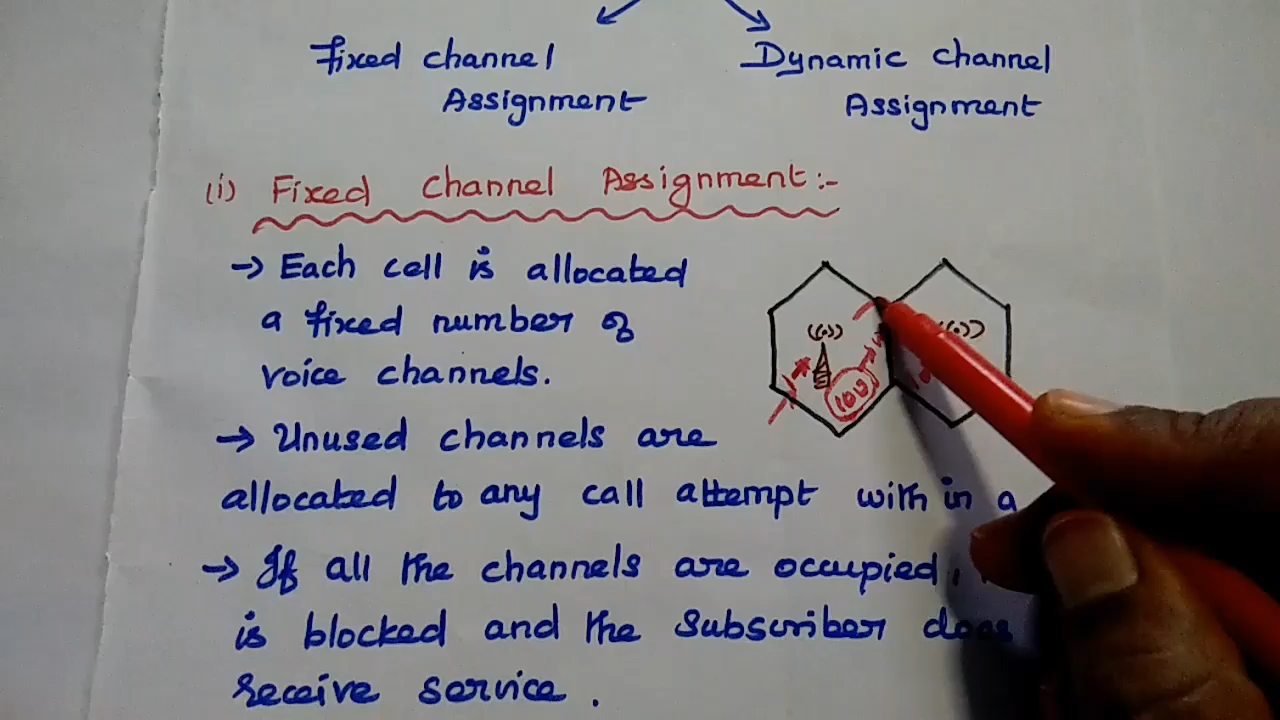 Fixed channel Dynamic channel
Assignment Assignment
(i) Fixed Channel Assignment:-
→ Each cell is allocated
a fixed number of
voice channels.
→ Unused channels are
allocated to any call attempt with in a
→ If all the channels are occupied,
is blocked and the subscriber does
receive service.
((•)) ((•))
100